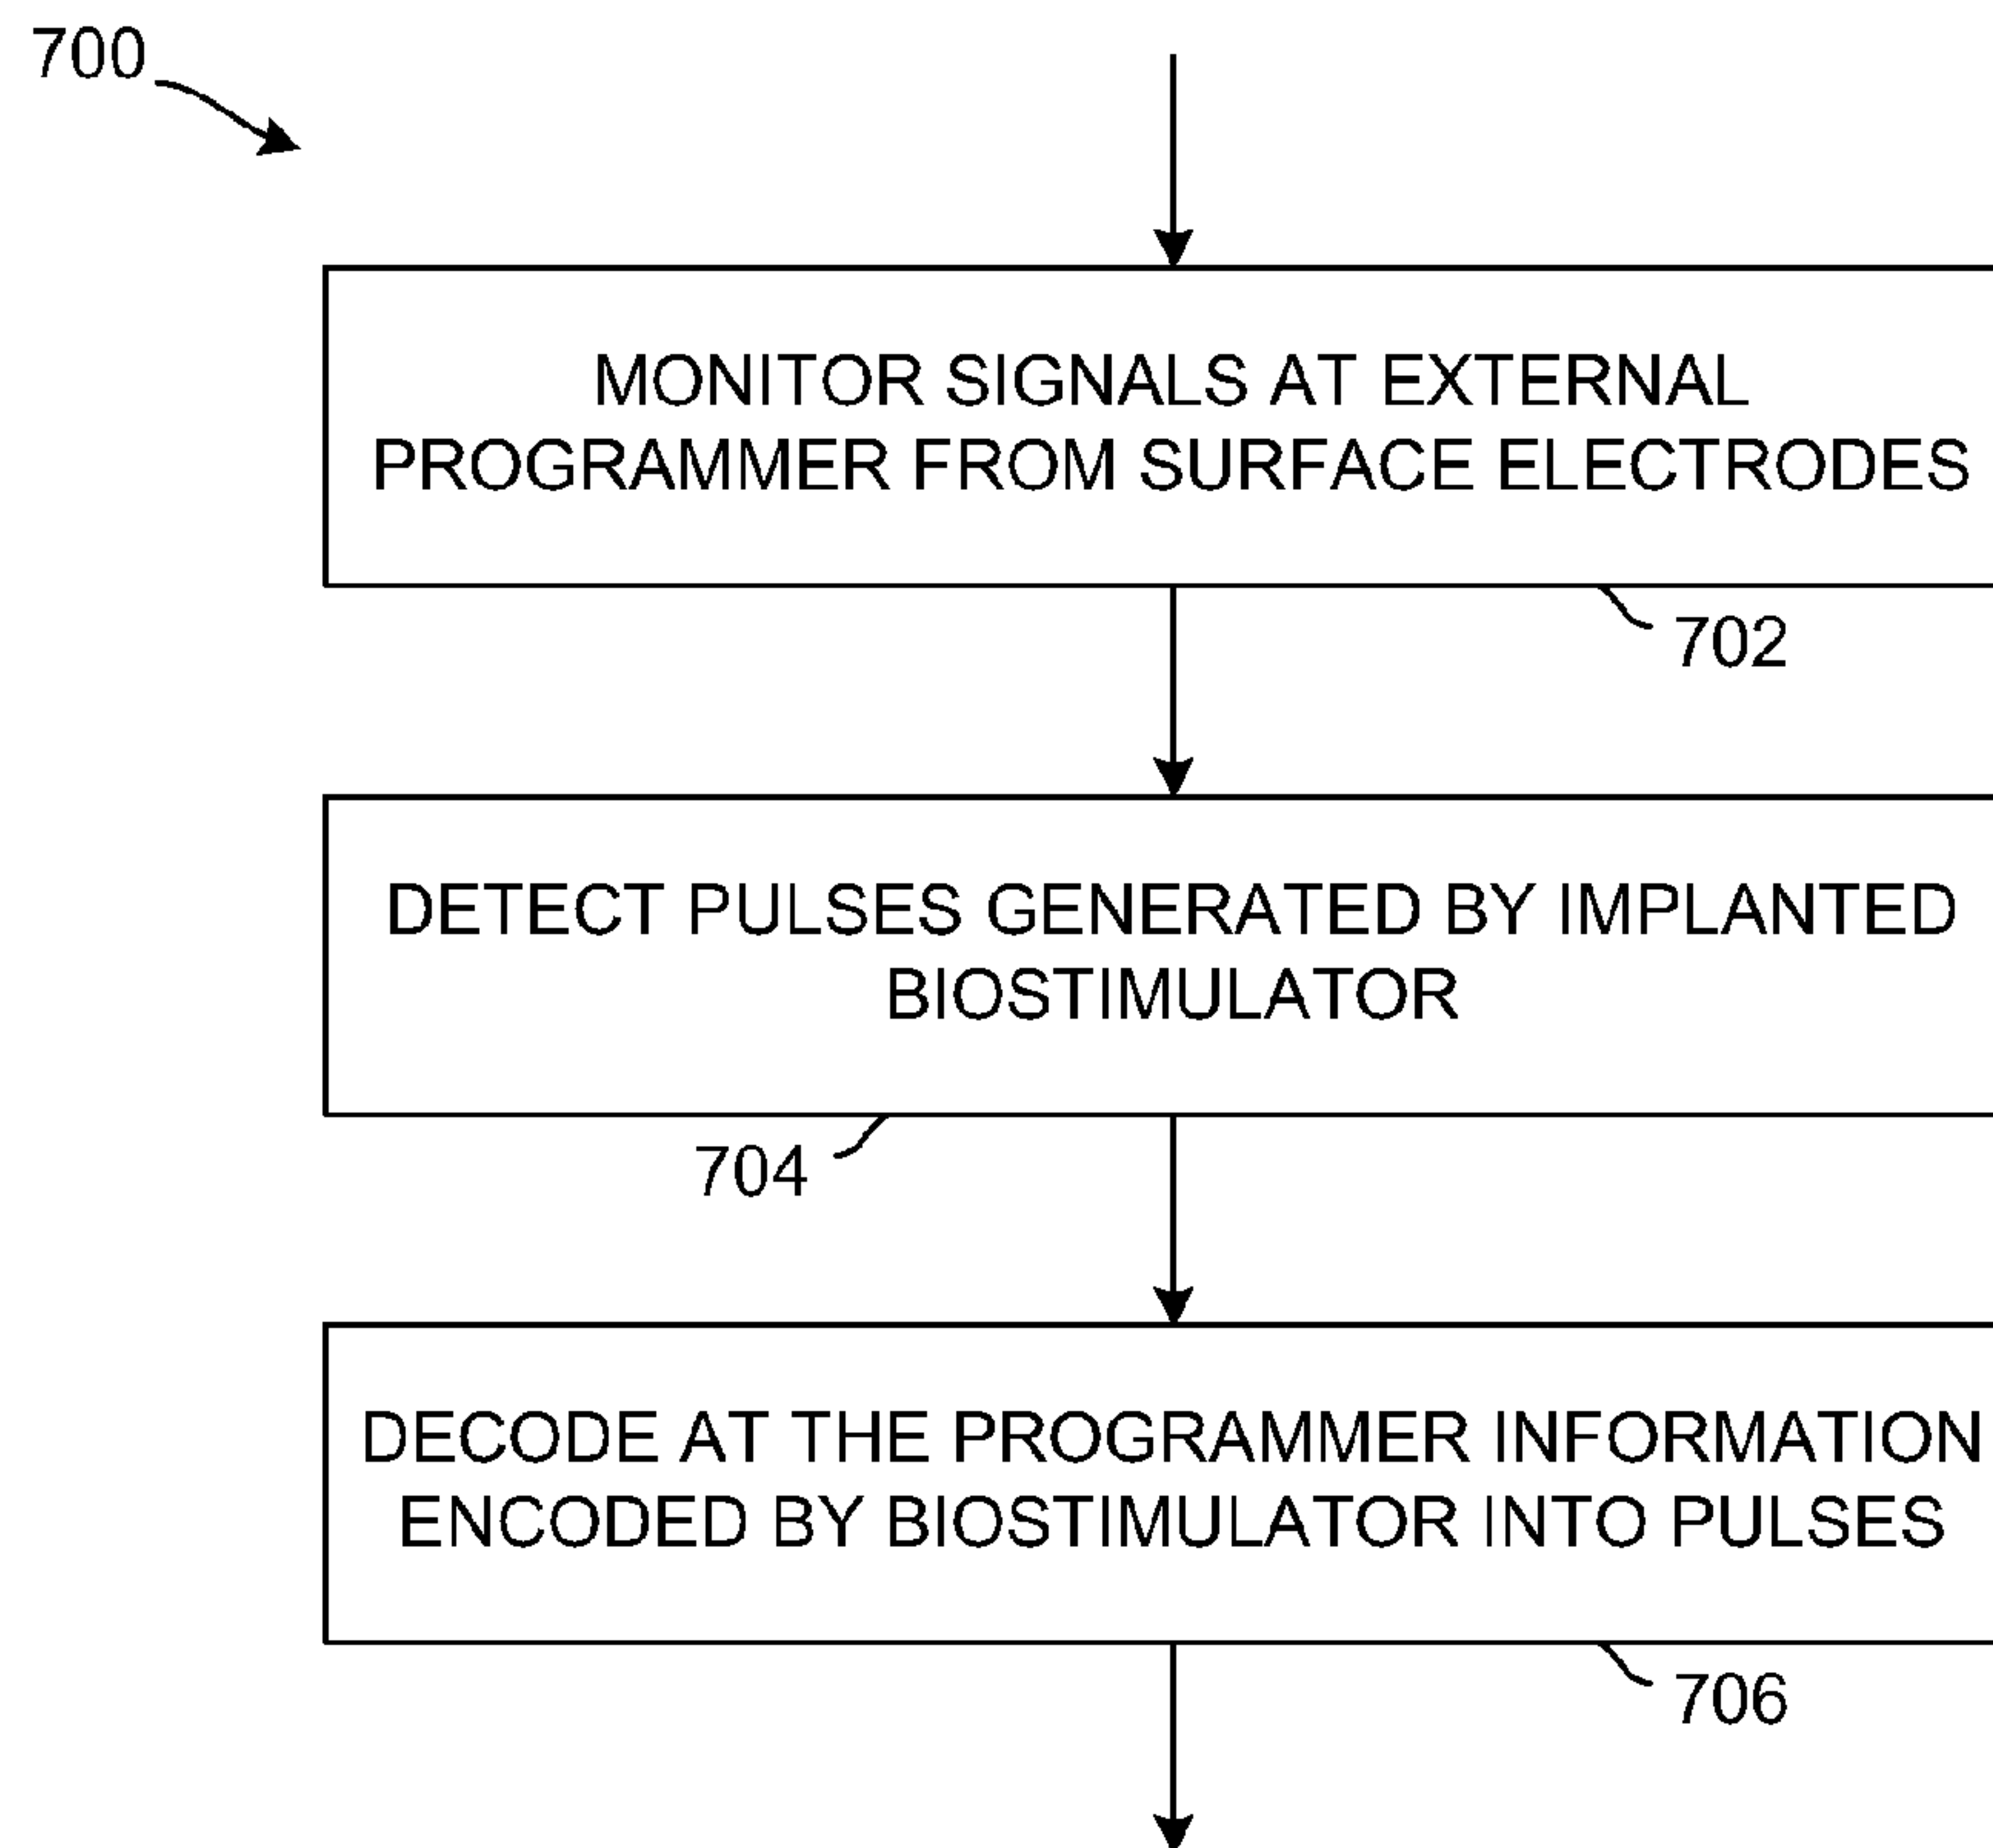 700
MONITOR SIGNALS AT EXTERNAL
PROGRAMMER FROM SURFACE ELECTRODES
702
DETECT PULSES GENERATED BY IMPLANTED
BIOSTIMULATOR
704
DECODE AT THE PROGRAMMER INFORMATION
ENCODED BY BIOSTIMULATOR INTO PULSES
706